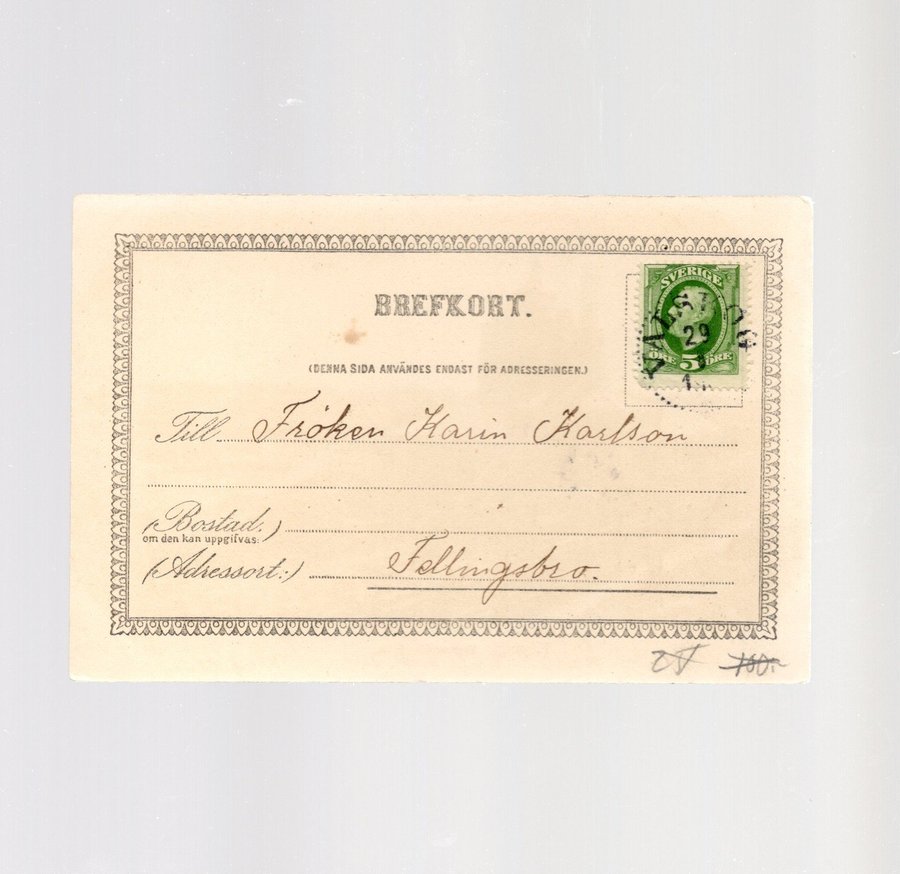 BREFKORT.
SVERIGE
29
ÖRE 5 ÖRE
(DENNA SIDA ANVÄNDES ENDAST FÖR ADRESSERINGEN.)
Till Fröken Karin Karlson
(Bostad.)
om den kan uppgifvas:
(Adressort:) Fellingsbro.
100:-